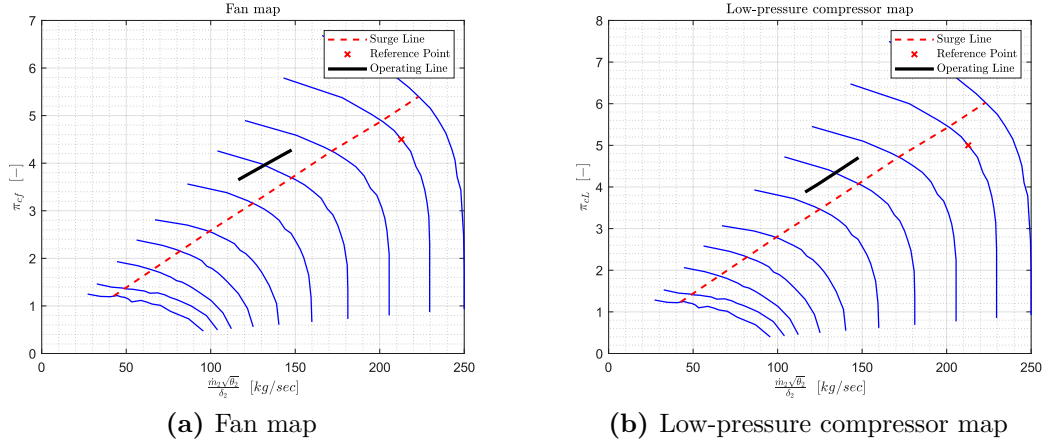 Fan map
7
6
5
4
3
2
1
0
π_cf [−]
Surge Line
Reference Point
Operating Line
0 50 100 150 200 250
ṁ₂√θ₂/δ₂ [kg/sec]
(a) Fan map
Low-pressure compressor map
8
7
6
5
4
3
2
1
0
π_cL [−]
Surge Line
Reference Point
Operating Line
0 50 100 150 200 250
ṁ₂√θ₂/δ₂ [kg/sec]
(b) Low-pressure compressor map